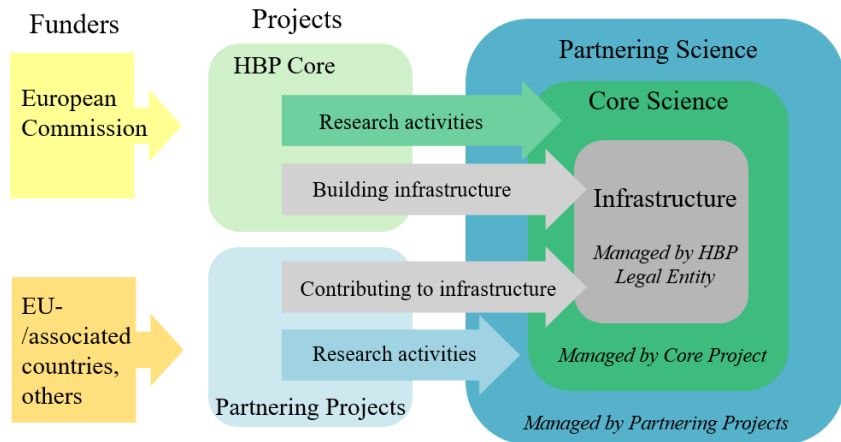 Funders
Projects
HBP Core
European
Commission
Research activities
Building infrastructure
EU-
/associated
countries,
others
Contributing to infrastructure
Research activities
Partnering Projects
Partnering Science
Core Science
Infrastructure
Managed by HBP
Legal Entity
Managed by Core Project
Managed by Partnering Projects